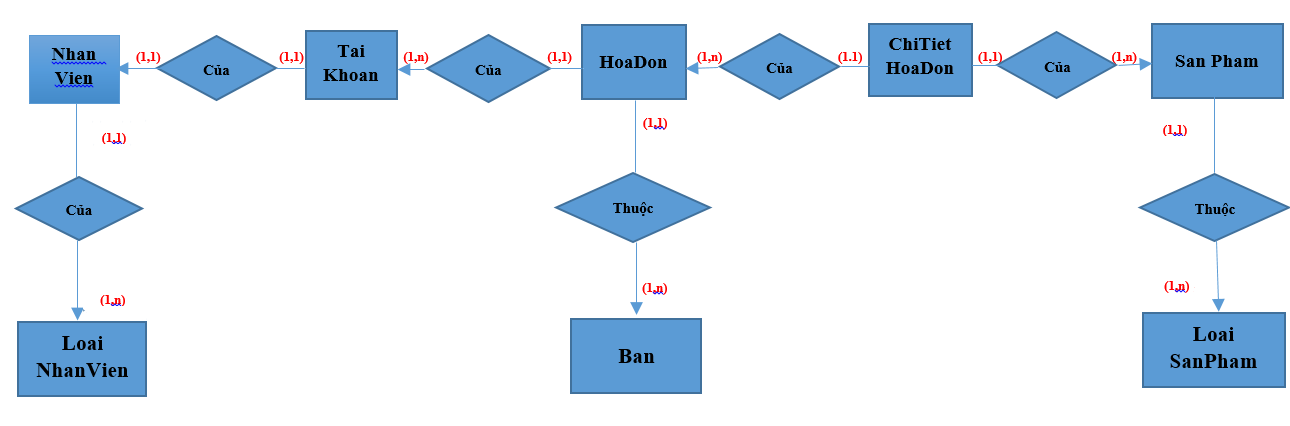 Nhan
Vien
(1,1)
Của
(1,1)
Tai
Khoan
(1,n)
Của
(1,1)
HoaDon
(1,n)
Của
(1.1)
ChiTiet
HoaDon
(1,1)
Của
(1,n)
San Pham
(1,1)
(1,1)
(1,1)
Của
Thuộc
Thuộc
(1,n)
(1,n)
(1,n)
Loai
NhanVien
Ban
Loai
SanPham